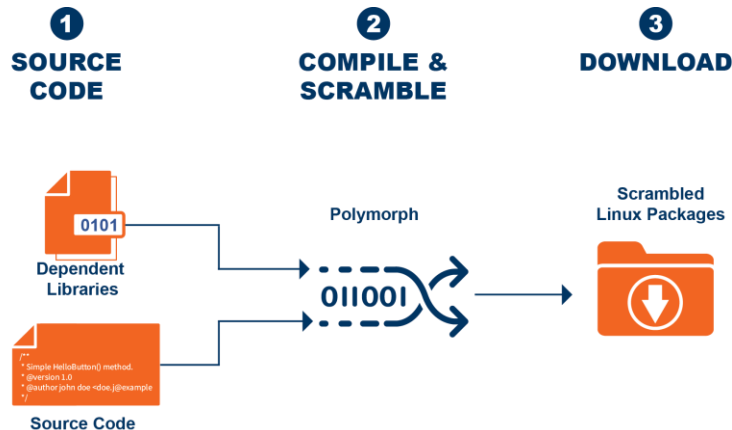 1
SOURCE
CODE
2
COMPILE &
SCRAMBLE
3
DOWNLOAD
0101
Dependent
Libraries
/**
* Simple HelloButton() method.
* @version 1.0
* @author john doe <doe.j@example
*/
Source Code
Polymorph
011001
Scrambled
Linux Packages